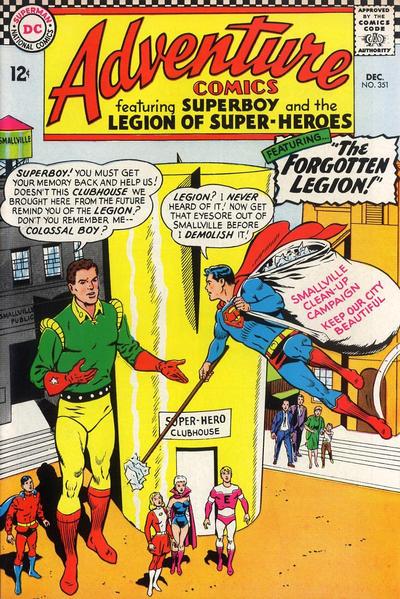 SUPERMAN
DC
NATIONAL COMICS
APPROVED
BY THE
COMICS
CODE
AUTHORITY
12¢
Adventure
COMICS
featuring SUPERBOY and the
LEGION OF SUPER-HEROES
DEC.
NO. 351
SMALLVILLE
FEATURING...
"The
FORGOTTEN
LEGION!"
SUPERBOY! YOU MUST GET
YOUR MEMORY BACK AND HELP US!
DOESN'T THIS CLUBHOUSE WE
BROUGHT HERE FROM THE FUTURE
REMIND YOU OF THE LEGION?
DON'T YOU REMEMBER ME--
COLOSSAL BOY?
LEGION? I NEVER
HEARD OF IT! NOW GET
THAT EYESORE OUT OF
SMALLVILLE BEFORE
I DEMOLISH IT!
SMALLVILLE
CLEAN-UP
CAMPAIGN
KEEP OUR CITY
BEAUTIFUL
SMALLVILLE
PUBLIC
SUPER-HERO
CLUBHOUSE
E